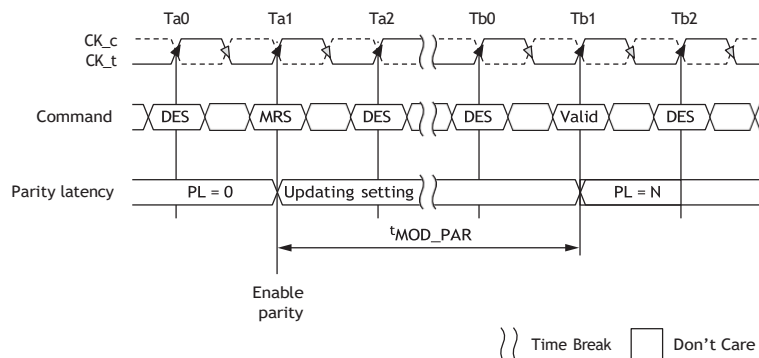 Ta0 Ta1 Ta2 Tb0 Tb1 Tb2
CK_c
CK_t
Command DES MRS DES DES Valid DES
Parity latency PL = 0 Updating setting PL = N
tMOD_PAR
Enable
parity
Time Break Don't Care